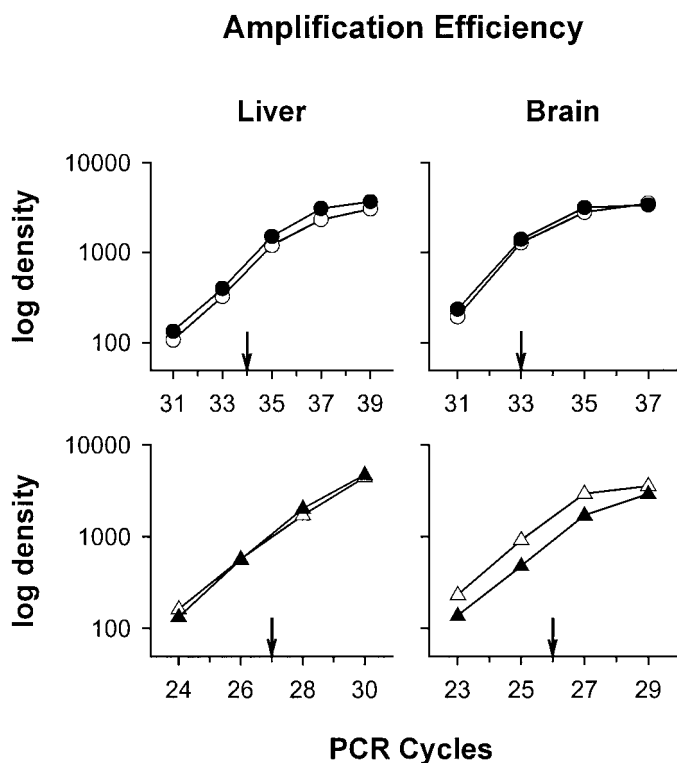 Amplification Efficiency
Liver
Brain
log density
10000
1000
100
31 33 35 37 39
31 33 35 37
log density
10000
1000
100
24 26 28 30
23 25 27 29
PCR Cycles